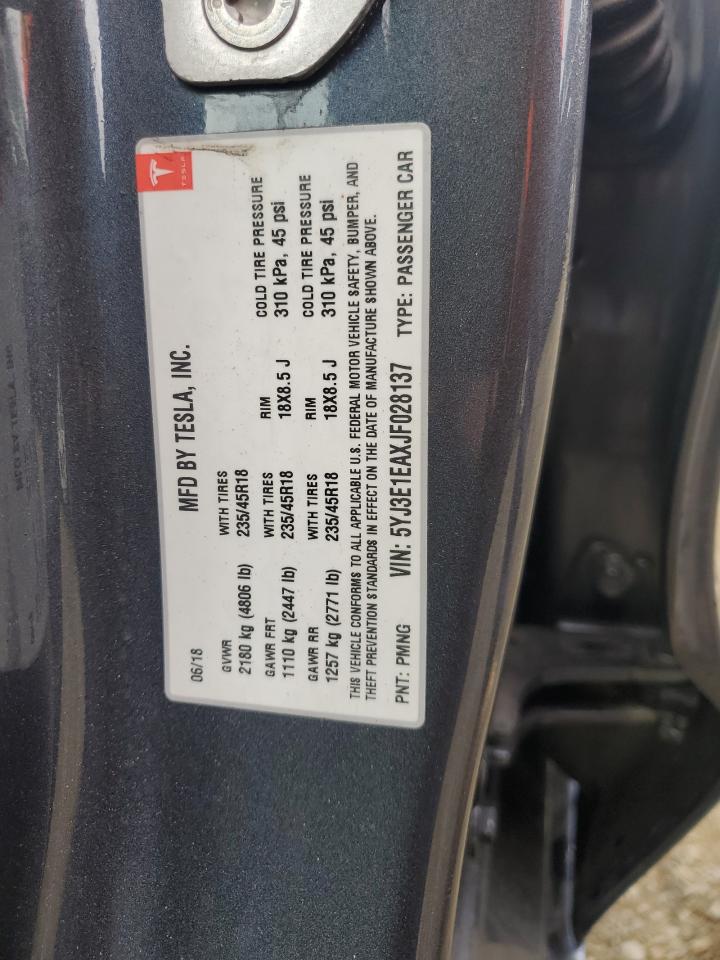 TESLA
MFD BY TESLA, INC.
06/18
GVWR WITH TIRES
2180 kg (4806 lb) 235/45R18
GAWR FRT WITH TIRES RIM COLD TIRE PRESSURE
1110 kg (2447 lb) 235/45R18 18X8.5 J 310 kPa, 45 psi
GAWR RR WITH TIRES RIM COLD TIRE PRESSURE
1257 kg (2771 lb) 235/45R18 18X8.5 J 310 kPa, 45 psi
THIS VEHICLE CONFORMS TO ALL APPLICABLE U.S. FEDERAL MOTOR VEHICLE SAFETY, BUMPER, AND
THEFT PREVENTION STANDARDS IN EFFECT ON THE DATE OF MANUFACTURE SHOWN ABOVE.
PNT: PMNG VIN: 5YJ3E1EAXJF028137 TYPE: PASSENGER CAR